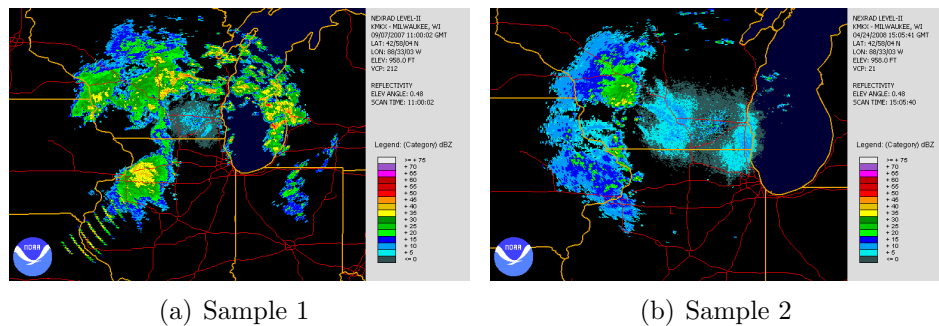 NEXRAD LEVEL-II
KMKX - MILWAUKEE, WI
09/07/2007 11:00:02 GMT
LAT: 42/58/04 N
LON: 88/33/03 W
ELEV: 958.0 FT
VCP: 212
REFLECTIVITY
ELEV ANGLE: 0.48
SCAN TIME: 11:00:02
Legend: (Category) dBZ
>= + 75
+ 70
+ 65
+ 60
+ 55
+ 50
+ 46
+ 40
+ 35
+ 30
+ 25
+ 20
+ 15
+ 10
+ 5
<= 0
NOAA
(a) Sample 1
NEXRAD LEVEL-II
KMKX - MILWAUKEE, WI
04/24/2008 15:05:41 GMT
LAT: 42/58/04 N
LON: 88/33/03 W
ELEV: 958.0 FT
VCP: 21
REFLECTIVITY
ELEV ANGLE: 0.48
SCAN TIME: 15:05:40
Legend: (Category) dBZ
>= + 75
+ 70
+ 65
+ 60
+ 55
+ 50
+ 46
+ 40
+ 35
+ 30
+ 25
+ 20
+ 15
+ 10
+ 5
<= 0
NOAA
(b) Sample 2